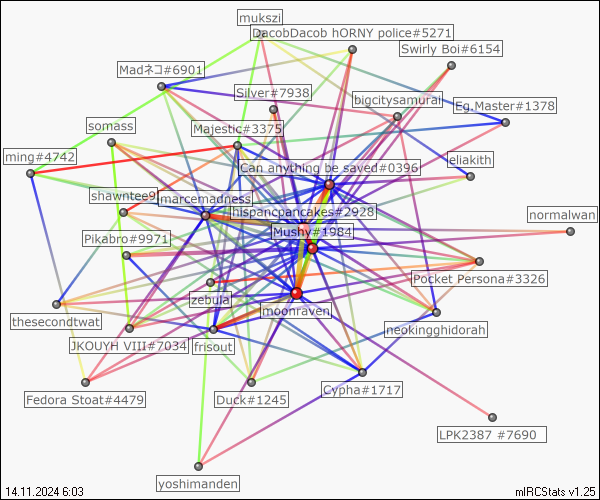 mukszi
DacobDacob hORNY police#5271
Swirly Boi#6154
Madネコ#6901
Silver#7938
bigcitysamurai
Eg.Master#1378
somass
Majestic#3375
ming#4742
Can anything be saved#0396
eliakith
shawntee9
marcemadness
hispancpancakes#2928
normalwan
Mushy#1984
Pikabro#9971
Pocket Persona#3326
zebula
moonraven
thesecondtwat
neokingghidorah
JKOUYH VIII#7034
frisout
Fedora Stoat#4479
Duck#1245
Cypha#1717
LPK2387 #7690
yoshimanden
14.11.2024 6:03
mIRCStats v1.25